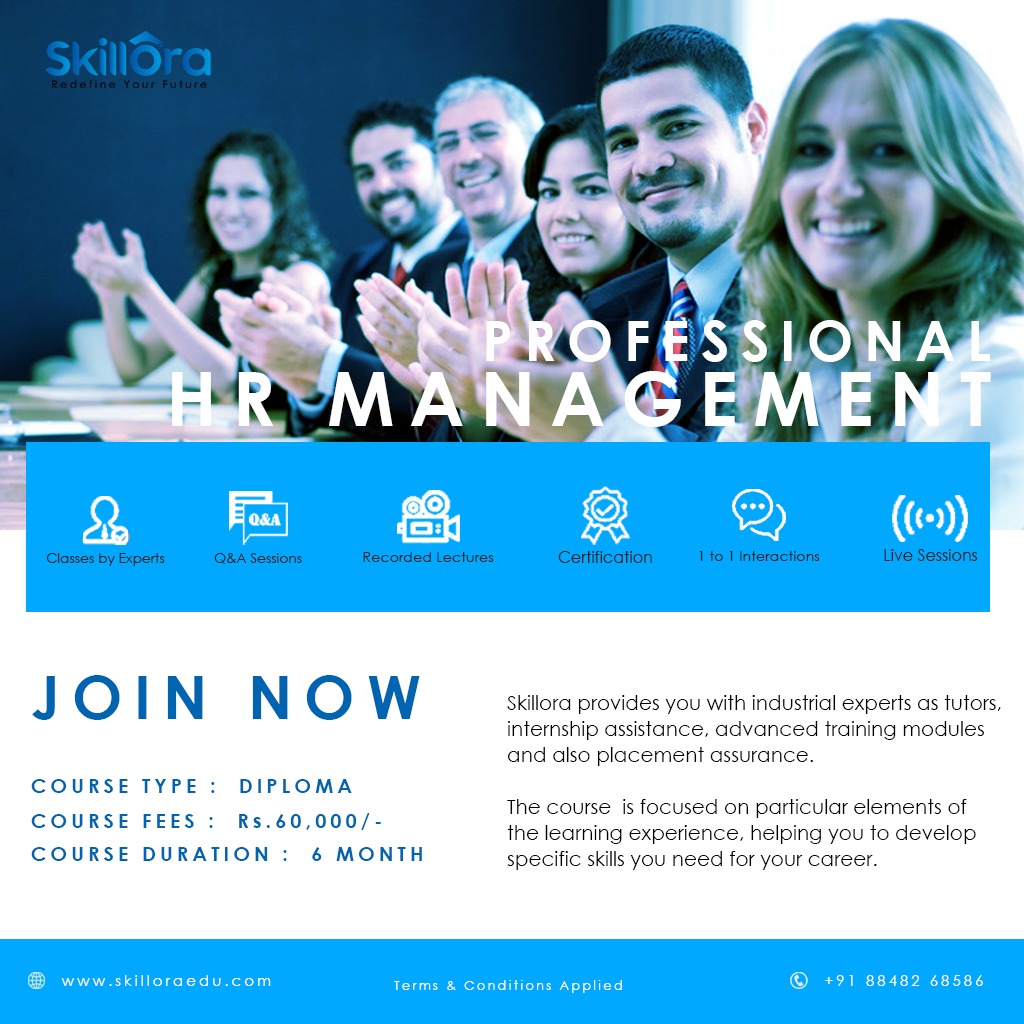 SkillOra
Redefine Your Future
PROFESSIONAL
HR MANAGEMENT
Q&A
Classes by Experts
Q&A Sessions
Recorded Lectures
Certification
1 to 1 Interactions
Live Sessions
JOIN NOW
COURSE TYPE : DIPLOMA
COURSE FEES : Rs.60,000/-
COURSE DURATION : 6 MONTH
Skillora provides you with industrial experts as tutors,
internship assistance, advanced training modules
and also placement assurance.
The course is focused on particular elements of
the learning experience, helping you to develop
specific skills you need for your career.
www.skilloraedu.com
Terms & Conditions Applied
+91 88482 68586